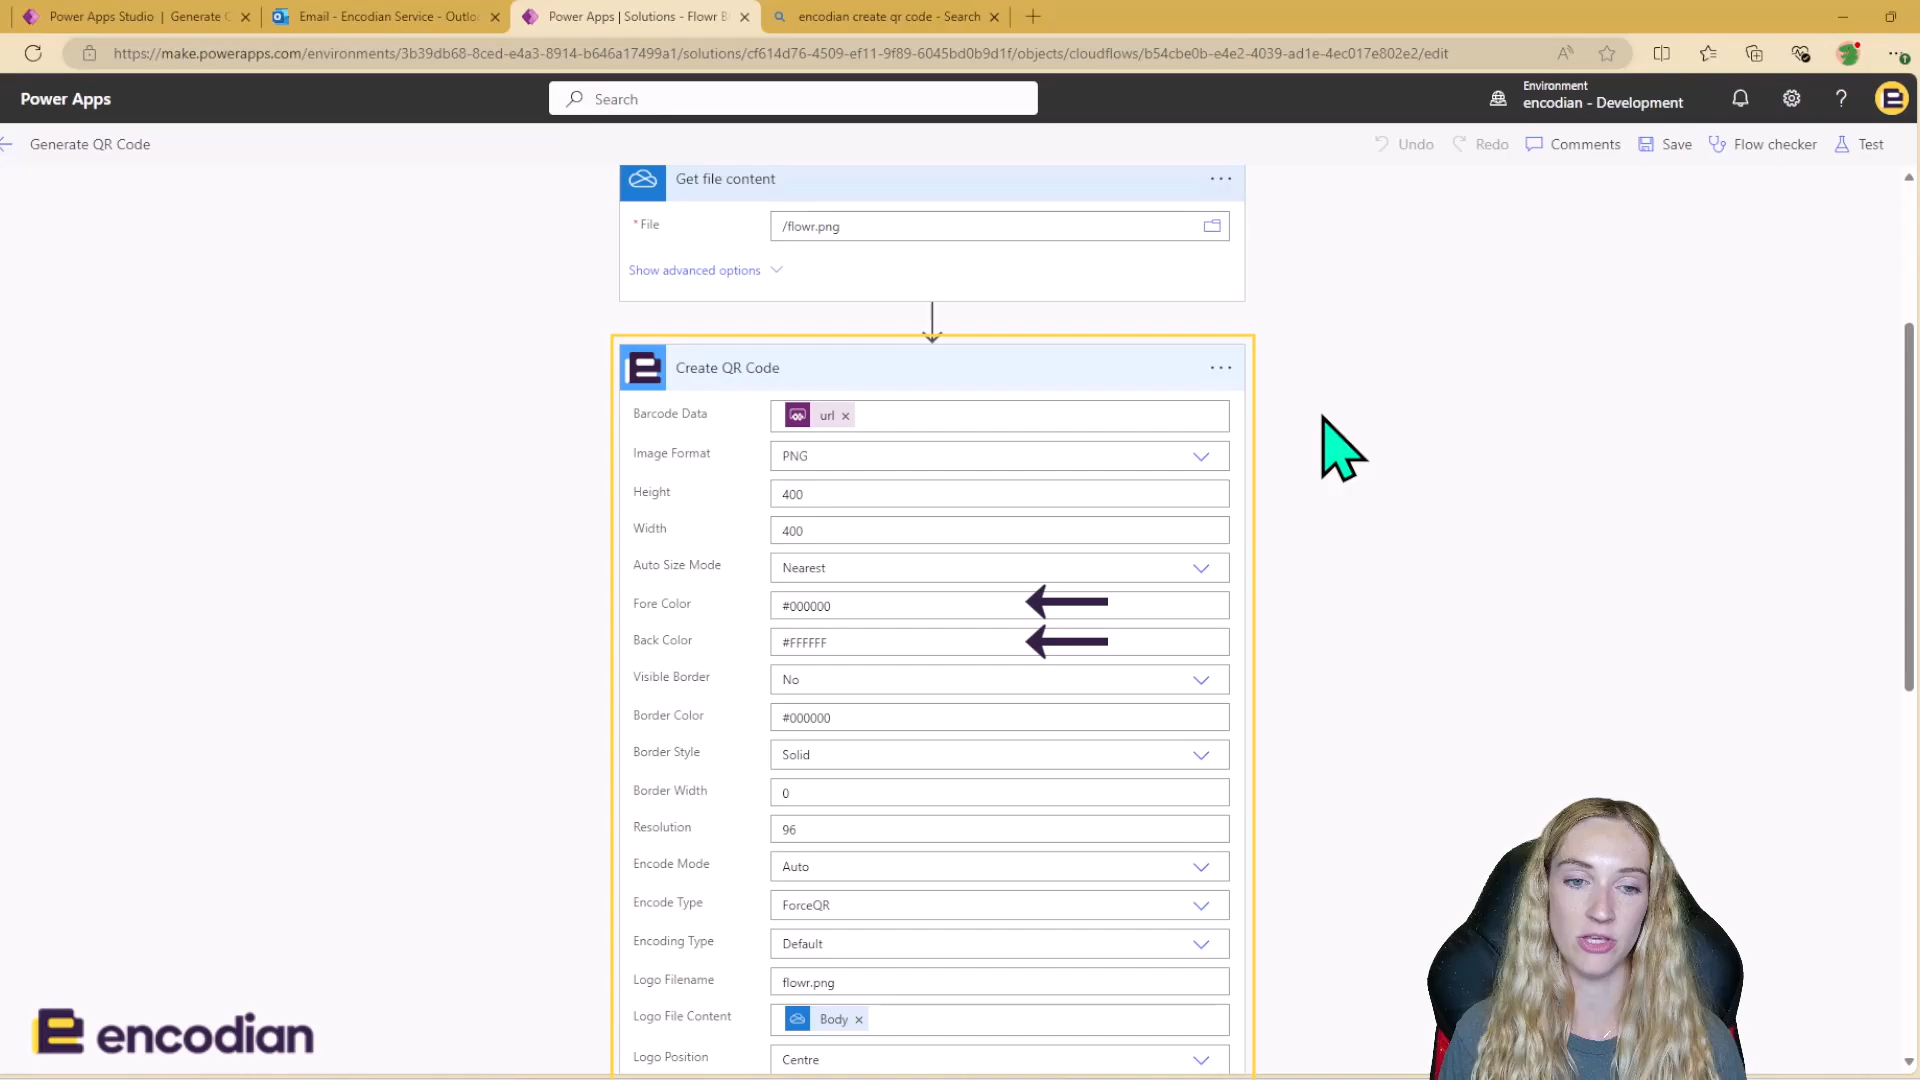 Power Apps Studio | Generate C
Email - Encodian Service - Outlo
Power Apps | Solutions - Flowr B
encodian create qr code - Search
https://make.powerapps.com/environments/3b39db68-8ced-e4a3-8914-b646a17499a1/solutions/cf614d76-4509-ef11-9f89-6045bd0b9d1f/objects/cloudflows/b54cbe0b-e4e2-4039-ad1e-4ec017e802e2/edit
Power Apps
Search
Environment
encodian - Development
Generate QR Code
Undo
Redo
Comments
Save
Flow checker
Test
Get file content
* File
/flowr.png
Show advanced options
Create QR Code
Barcode Data
url
Image Format
PNG
Height
400
Width
400
Auto Size Mode
Nearest
Fore Color
#000000
Back Color
#FFFFFF
Visible Border
No
Border Color
#000000
Border Style
Solid
Border Width
0
Resolution
96
Encode Mode
Auto
Encode Type
ForceQR
Encoding Type
Default
Logo Filename
flowr.png
Logo File Content
Body
Logo Position
Centre
encodian